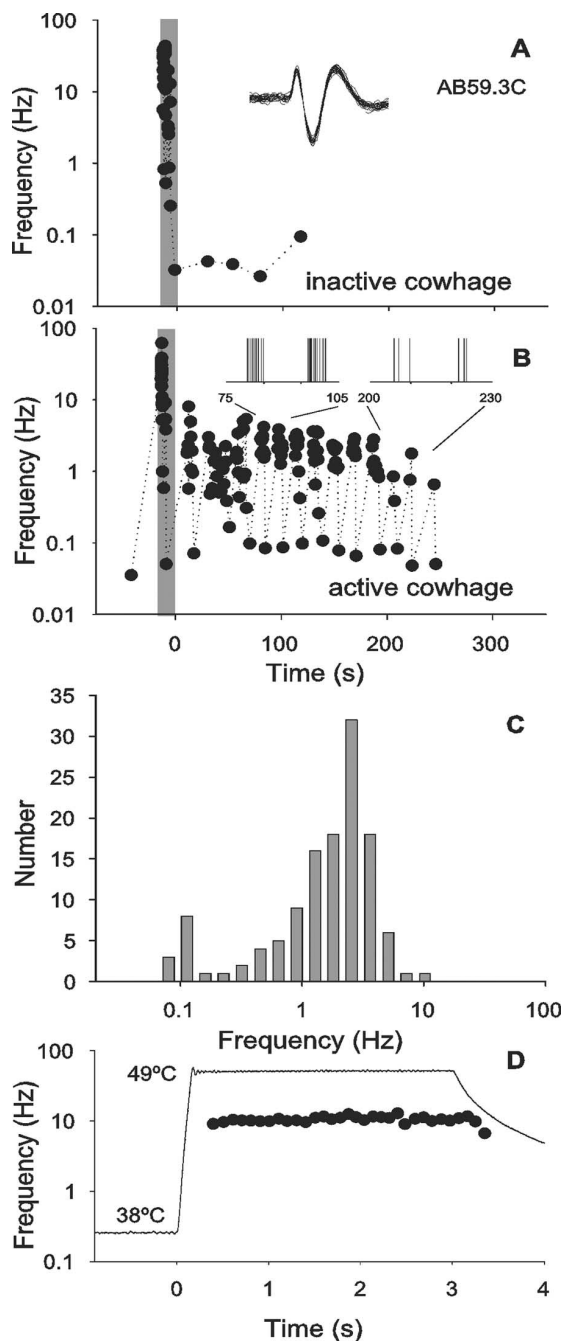 A
AB59.3C
Frequency (Hz)
100
10
1
0.1
0.01
inactive cowhage
B
75 105 200 230
Frequency (Hz)
100
10
1
0.1
0.01
active cowhage
0 100 200 300
Time (s)
C
Number
35
30
25
20
15
10
5
0
0.1 1 10 100
Frequency (Hz)
D
49ºC
38ºC
Frequency (Hz)
100
10
1
0.1
0 1 2 3 4
Time (s)